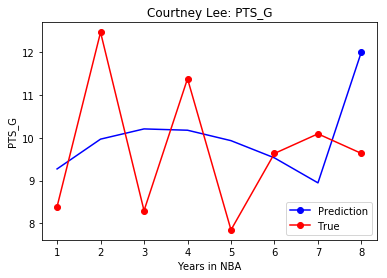 Courtney Lee: PTS_G
PTS_G
12
11
10
9
8
Prediction
True
1 2 3 4 5 6 7 8
Years in NBA